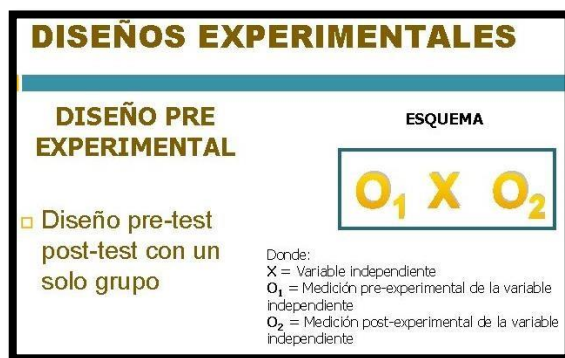 DISEÑOS EXPERIMENTALES
DISEÑO PRE
EXPERIMENTAL
Diseño pre-test
post-test con un
solo grupo
ESQUEMA
O₁ X O₂
Donde:
X = Variable independiente
O₁ = Medición pre-experimental de la variable
independiente
O₂ = Medición post-experimental de la variable
independiente